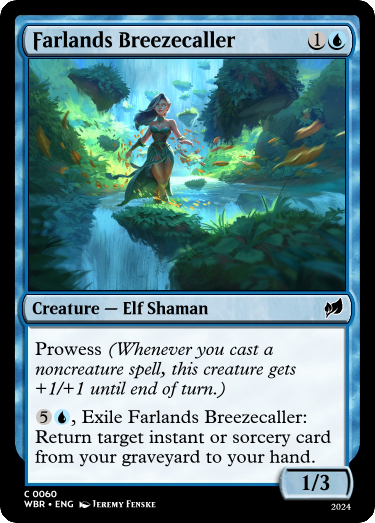 Farlands Breezecaller 1
Creature — Elf Shaman
Prowess (Whenever you cast a
noncreature spell, this creature gets
+1/+1 until end of turn.)
5, Exile Farlands Breezecaller:
Return target instant or sorcery card
from your graveyard to your hand.
1/3
C 0060
WBR • ENG Jeremy Fenske
2024